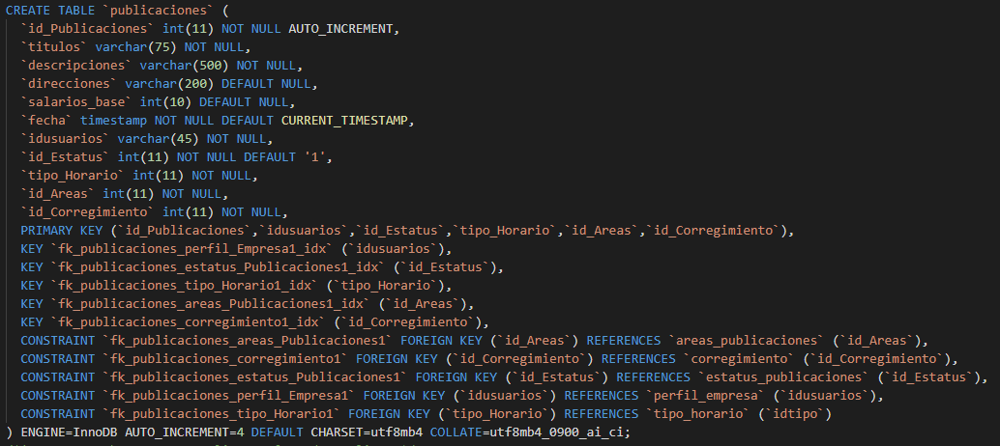 CREATE TABLE `publicaciones` (
`id_Publicaciones` int(11) NOT NULL AUTO_INCREMENT,
`titulos` varchar(75) NOT NULL,
`descripciones` varchar(500) NOT NULL,
`direcciones` varchar(200) DEFAULT NULL,
`salarios_base` int(10) DEFAULT NULL,
`fecha` timestamp NOT NULL DEFAULT CURRENT_TIMESTAMP,
`idusuarios` varchar(45) NOT NULL,
`id_Estatus` int(11) NOT NULL DEFAULT '1',
`tipo_Horario` int(11) NOT NULL,
`id_Areas` int(11) NOT NULL,
`id_Corregimiento` int(11) NOT NULL,
PRIMARY KEY (`id_Publicaciones`,`idusuarios`,`id_Estatus`,`tipo_Horario`,`id_Areas`,`id_Corregimiento`),
KEY `fk_publicaciones_perfil_Empresa1_idx` (`idusuarios`),
KEY `fk_publicaciones_estatus_Publicaciones1_idx` (`id_Estatus`),
KEY `fk_publicaciones_tipo_Horario1_idx` (`tipo_Horario`),
KEY `fk_publicaciones_areas_Publicaciones1_idx` (`id_Areas`),
KEY `fk_publicaciones_corregimiento1_idx` (`id_Corregimiento`),
CONSTRAINT `fk_publicaciones_areas_Publicaciones1` FOREIGN KEY (`id_Areas`) REFERENCES `areas_publicaciones` (`id_Areas`),
CONSTRAINT `fk_publicaciones_corregimiento1` FOREIGN KEY (`id_Corregimiento`) REFERENCES `corregimiento` (`id_Corregimiento`),
CONSTRAINT `fk_publicaciones_estatus_Publicaciones1` FOREIGN KEY (`id_Estatus`) REFERENCES `estatus_publicaciones` (`id_Estatus`),
CONSTRAINT `fk_publicaciones_perfil_Empresa1` FOREIGN KEY (`idusuarios`) REFERENCES `perfil_empresa` (`idusuarios`),
CONSTRAINT `fk_publicaciones_tipo_Horario1` FOREIGN KEY (`tipo_Horario`) REFERENCES `tipo_horario` (`idtipo`)
) ENGINE=InnoDB AUTO_INCREMENT=4 DEFAULT CHARSET=utf8mb4 COLLATE=utf8mb4_0900_ai_ci;